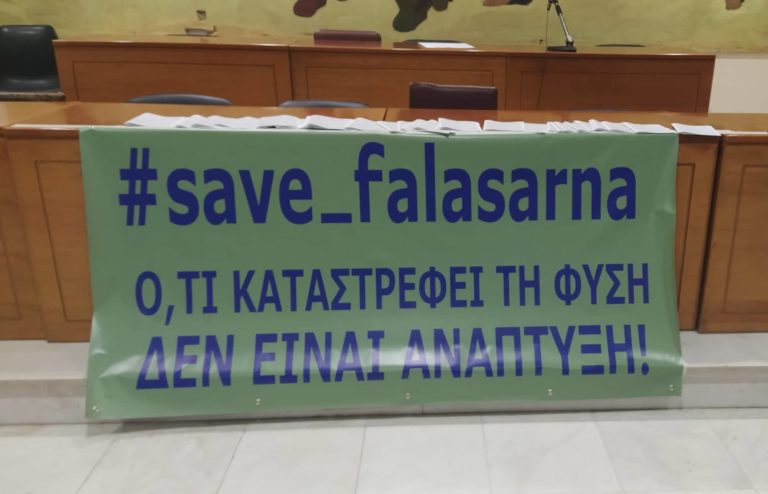 #save_falasarna
Ο,ΤΙ ΚΑΤΑΣΤΡΕΦΕΙ ΤΗ ΦΥΣΗ
ΔΕΝ ΕΙΝΑΙ ΑΝΑΠΤΥΞΗ!